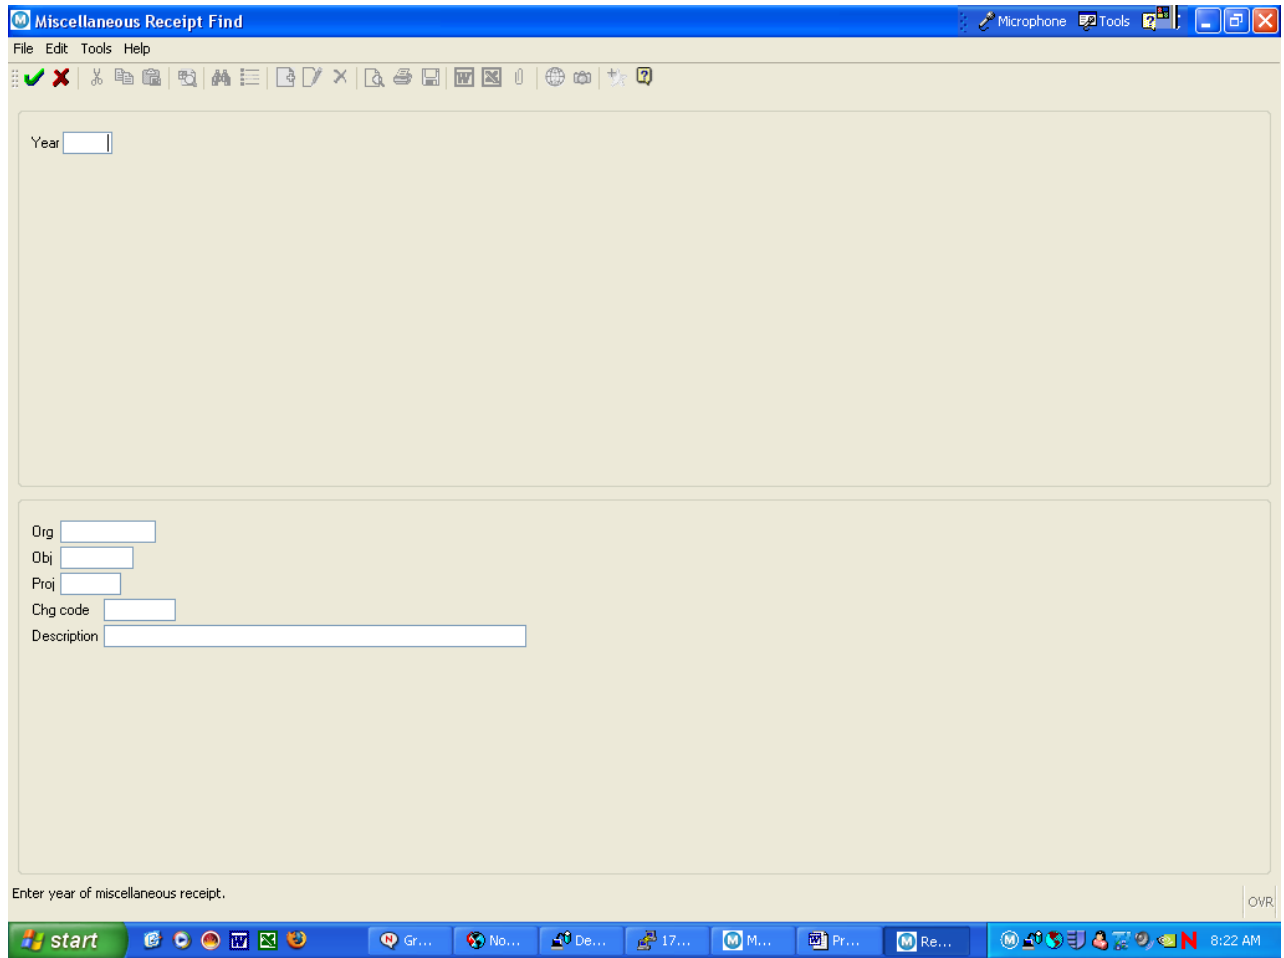 Miscellaneous Receipt Find
Microphone Tools
File Edit Tools Help
Year
Org
Obj
Proj
Chg code
Description
Enter year of miscellaneous receipt.
OVR
start Gr... No... De... 17... M... Pr... Re... 8:22 AM